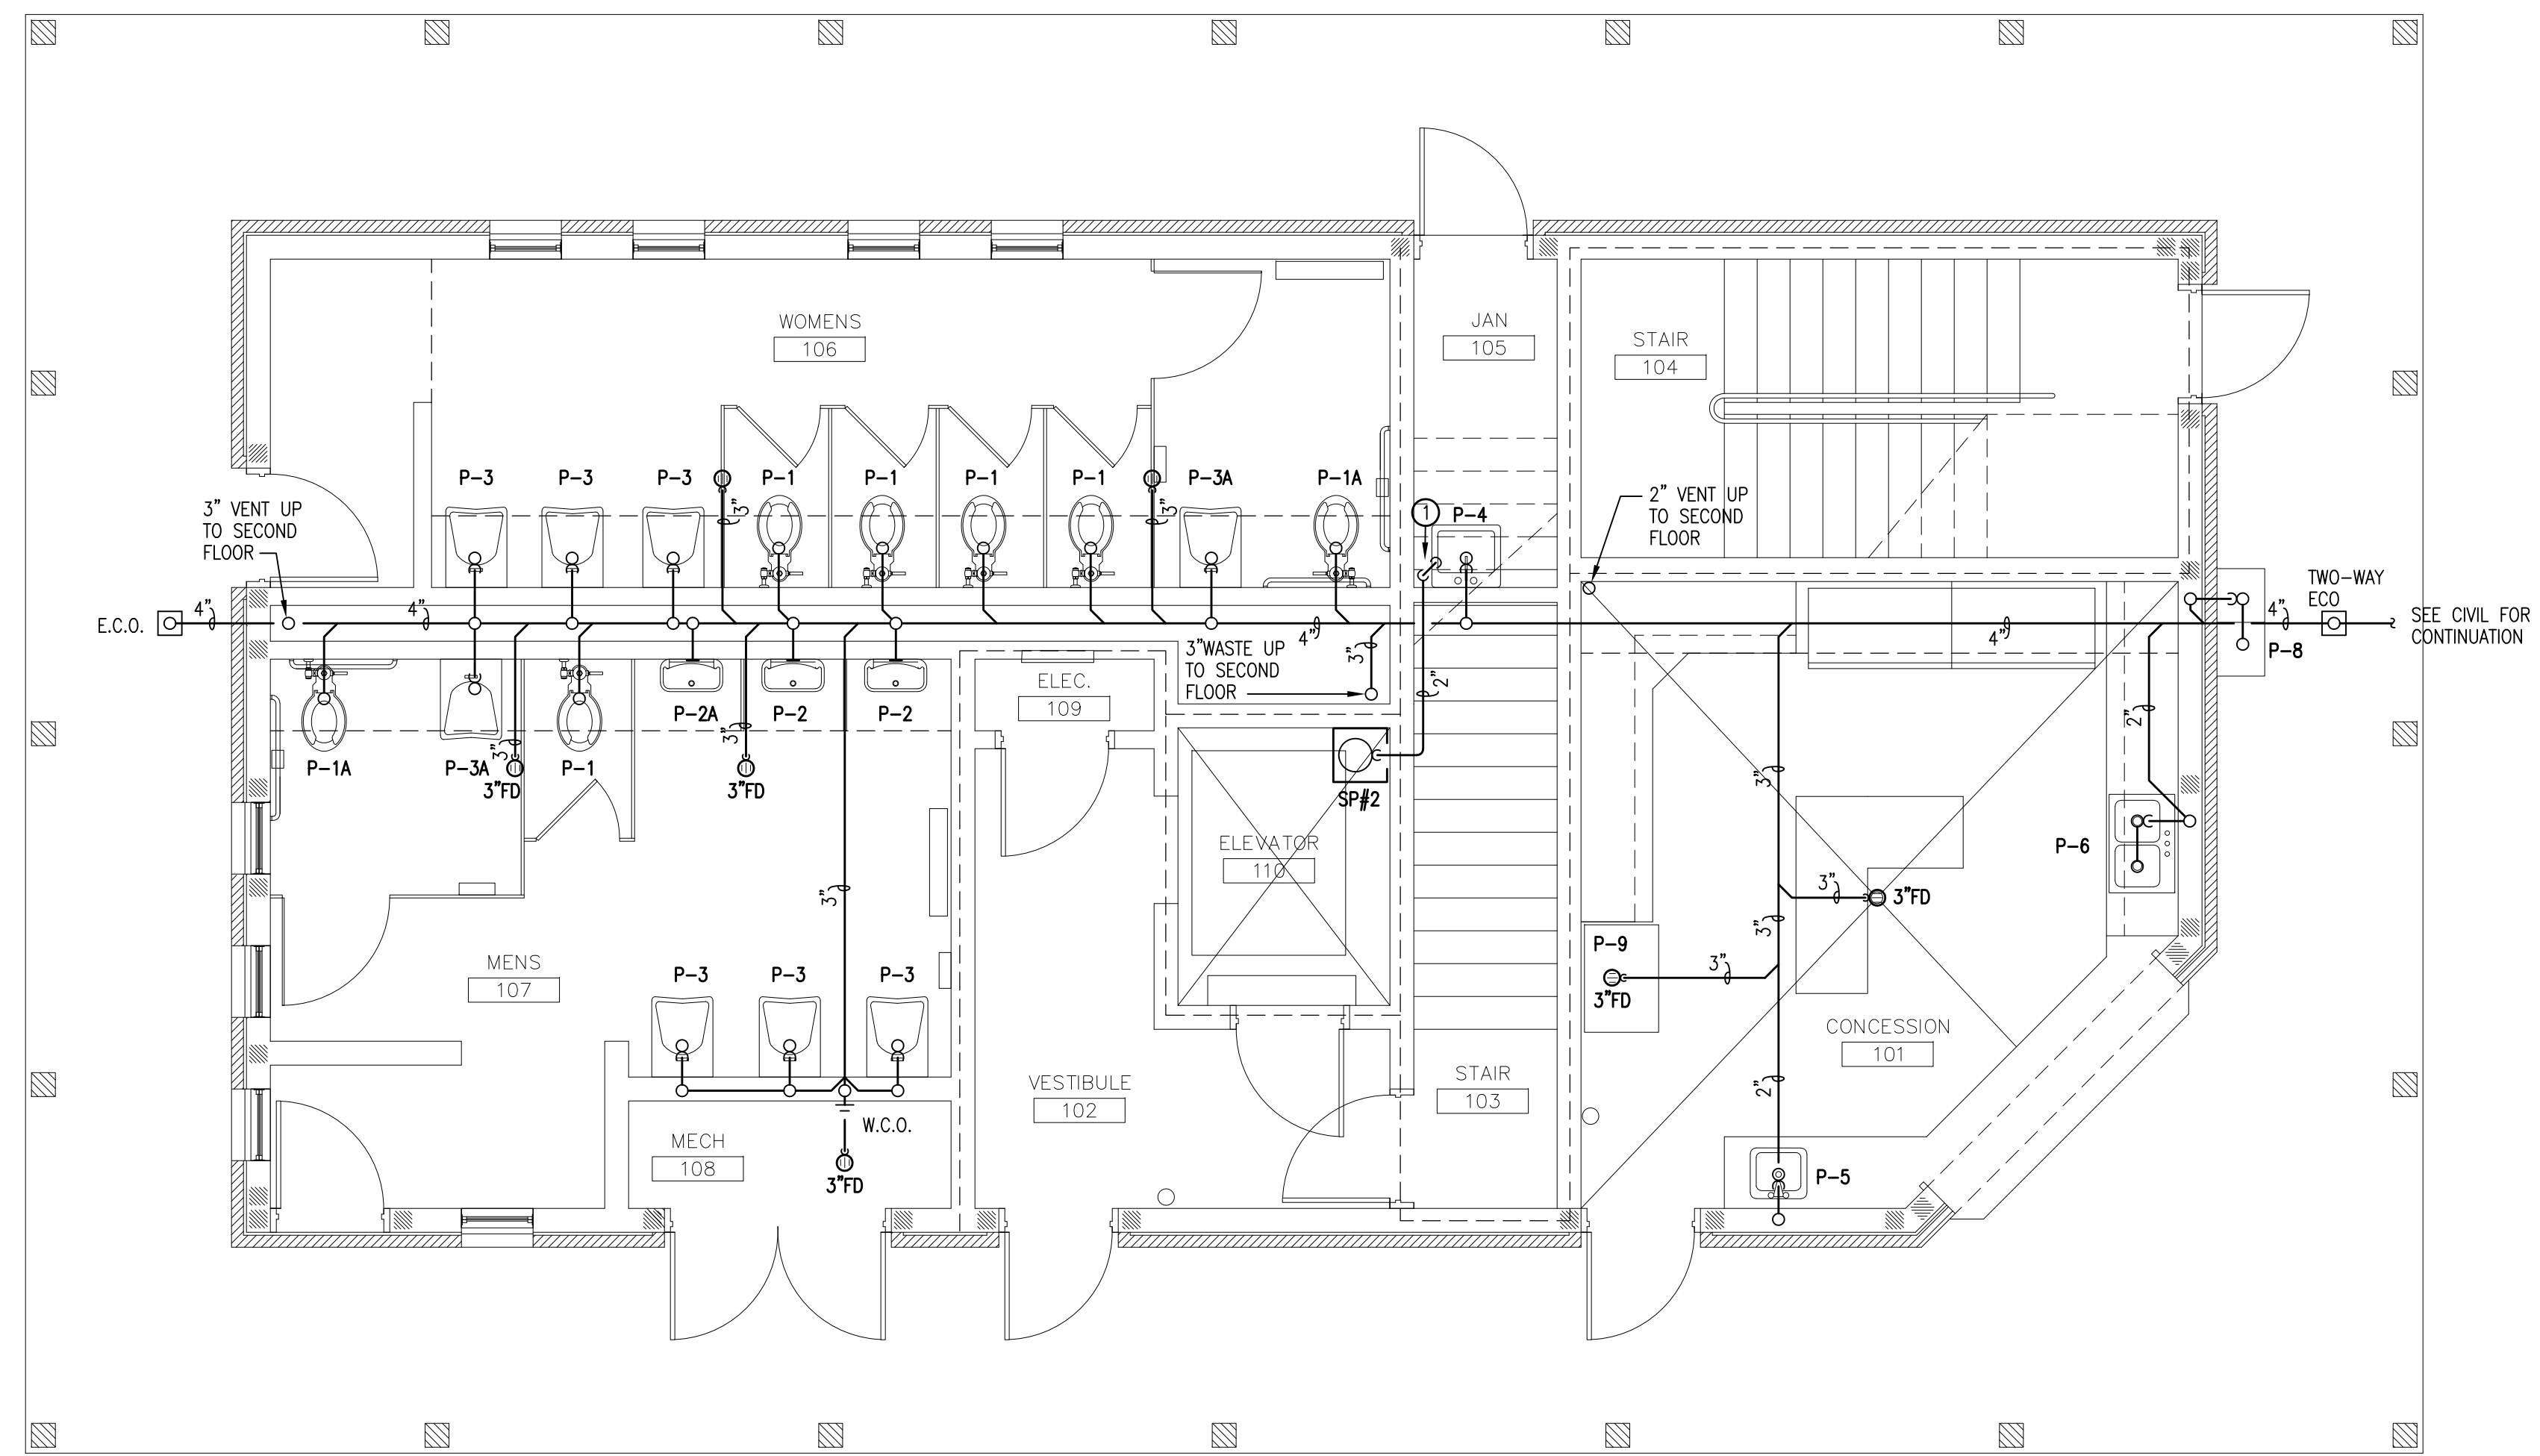 WOMENS
106
JAN
105
STAIR
104
P-3
P-3
P-3
P-1
P-1
P-1
P-1
P-3A
P-1A
3" VENT UP
TO SECOND
FLOOR
3"
3"
1
P-4
2" VENT UP
TO SECOND
FLOOR
E.C.O.
4"
4"
4"
4"
4"
TWO-WAY
ECO
SEE CIVIL FOR
CONTINUATION
P-8
3"WASTE UP
TO SECOND
FLOOR
3"
2"
ELEC.
109
P-2A
P-2
P-2
3"
3"
2"
P-1A
P-3A
P-1
3"FD
3"FD
SP#2
3"
ELEVATOR
110
P-6
3"
3"
3"FD
3"
P-9
3"
3"FD
MENS
107
P-3
P-3
P-3
CONCESSION
101
VESTIBULE
102
STAIR
103
2"
W.C.O.
MECH
108
3"FD
P-5